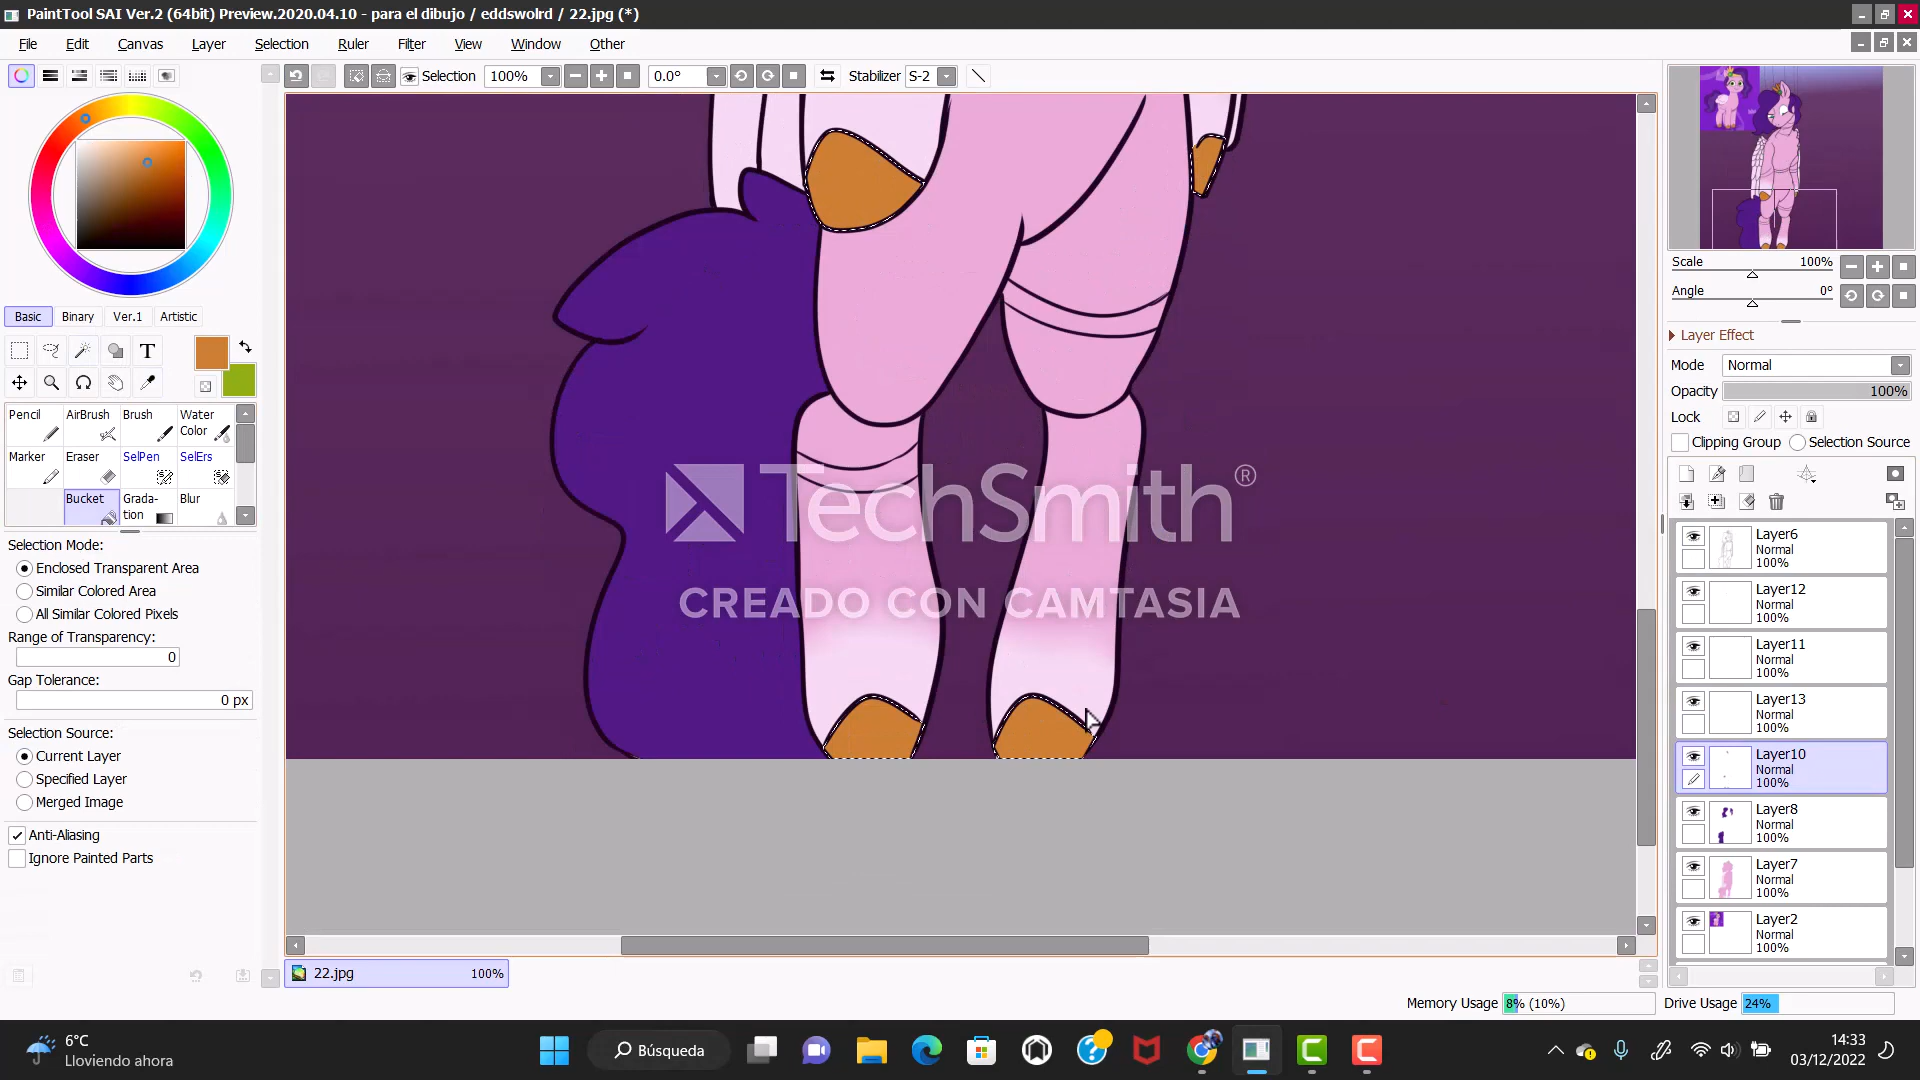 PaintTool SAI Ver.2 (64bit) Preview.2020.04.10 - para el dibujo / eddswolrd / 22.jpg (*)
File Edit Canvas Layer Selection Ruler Filter View Window Other
Selection 100% 0.0° Stabilizer S-2
Scale 100%
Angle 0°
Basic Binary Ver.1 Artistic
T
Pencil AirBrush Brush Water Color
Marker Eraser SelPen SelErs
Bucket Grada-tion Blur
Selection Mode:
Enclosed Transparent Area
Similar Colored Area
All Similar Colored Pixels
Range of Transparency:
0
Gap Tolerance:
0 px
Selection Source:
Current Layer
Specified Layer
Merged Image
Anti-Aliasing
Ignore Painted Parts
TechSmith®
CREADO CON CAMTASIA
Layer Effect
Mode Normal
Opacity 100%
Lock
Clipping Group Selection Source
Layer6
Normal
100%
Layer12
Normal
100%
Layer11
Normal
100%
Layer13
Normal
100%
Layer10
Normal
100%
Layer8
Normal
100%
Layer7
Normal
100%
Layer2
Normal
100%
22.jpg 100%
Memory Usage 8% (10%) Drive Usage 24%
6°C
Lloviendo ahora
Búsqueda
14:33
03/12/2022